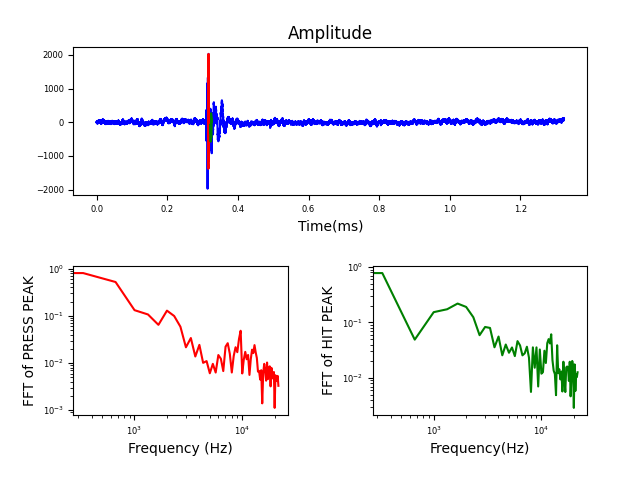 Amplitude
2000
1000
0
−1000
−2000
0.0 0.2 0.4 0.6 0.8 1.0 1.2
Time(ms)
FFT of PRESS PEAK
10⁰
10⁻¹
10⁻²
10⁻³
10³ 10⁴
Frequency (Hz)
FFT of HIT PEAK
10⁰
10⁻¹
10⁻²
10³ 10⁴
Frequency(Hz)